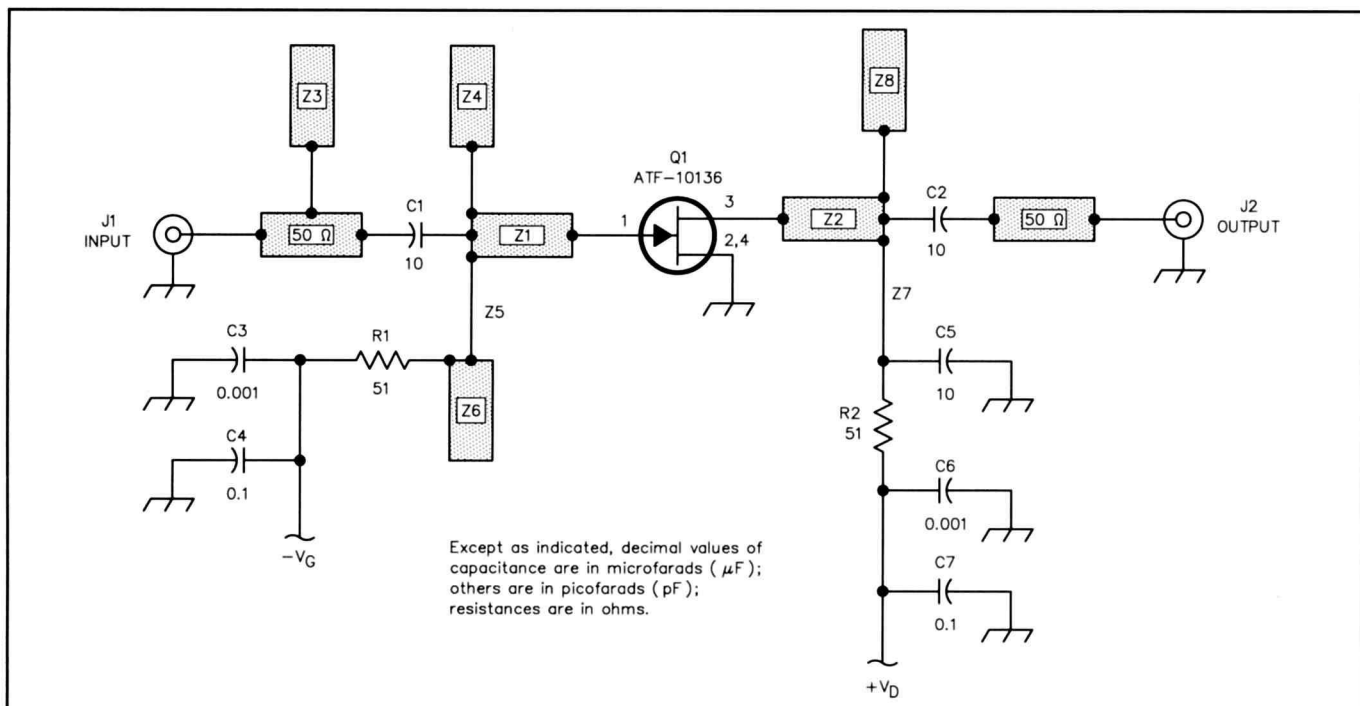 Z3
Z4
Z8
Q1
ATF-10136
J1
INPUT
50 Ω
C1
10
Z1
1
3
2,4
Z2
C2
10
50 Ω
J2
OUTPUT
Z5
Z7
C3
0.001
R1
51
Z6
C5
10
R2
51
C4
0.1
C6
0.001
-VG
C7
0.1
+VD
Except as indicated, decimal values of
capacitance are in microfarads ( µF);
others are in picofarads ( pF);
resistances are in ohms.